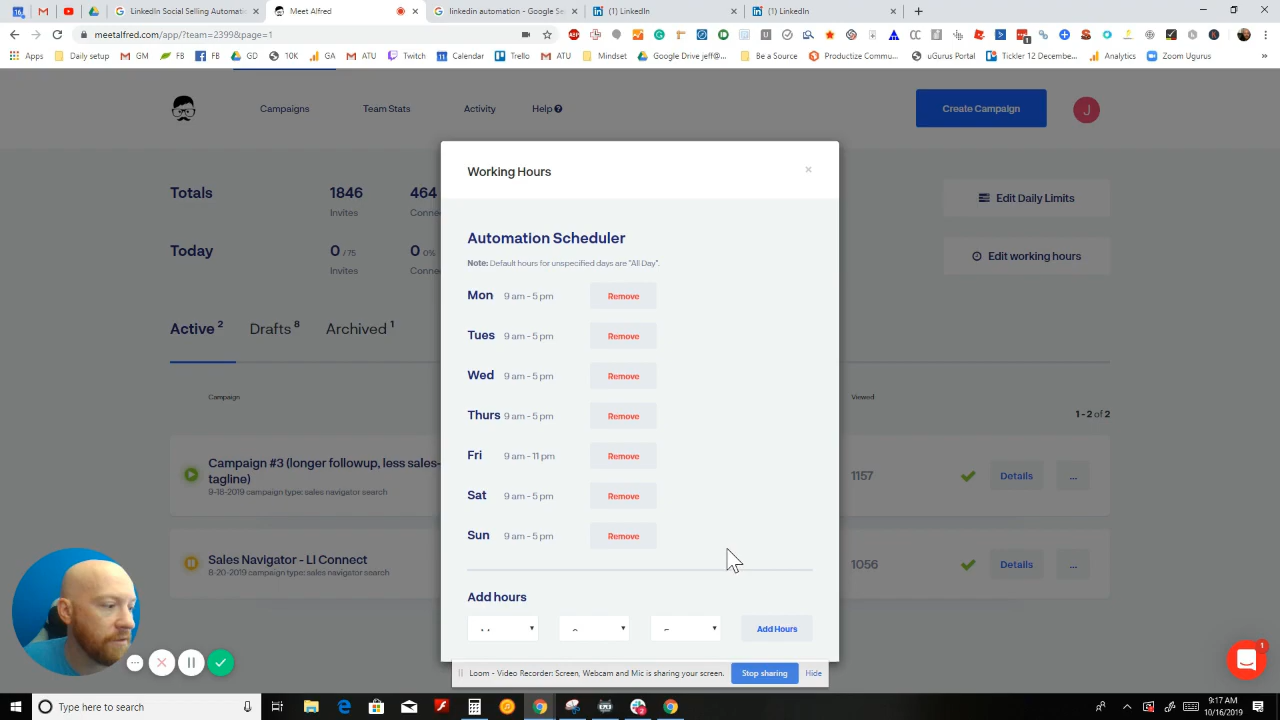 LinkedIn Social Selling Automatio
Meet Alfred
linkedin automation - Google Se
(1) LinkedIn
(1) LinkedIn
meetalfred.com/app/?team=23998&page=1
Apps
Daily setup
GM
FB
FB
GD
10K
GA
Twitch
Calendar
ATU
Mindset
Google Drive jeff@...
Be a Source
Productize Commu...
uGurus Portal
Tickler 12 Decembe...
Analytics
Zoom Ugurus
Campaigns
Team Stats
Activity
Help
Create Campaign
J
Working Hours
Totals
1846
464
Invites
Conne
Edit Daily Limits
Today
0 / 75
0 0%
Invites
Conne
Edit working hours
Automation Scheduler
Note: Default hours for unspecified days are "All Day".
Mon 9 am - 5 pm Remove
Tues 9 am - 5 pm Remove
Wed 9 am - 5 pm Remove
Thurs 9 am - 5 pm Remove
Fri 9 am - 11 pm Remove
Sat 9 am - 5 pm Remove
Sun 9 am - 5 pm Remove
Add hours
Add Hours
Active 2
Drafts 8
Archived 1
Campaign
Viewed
1 - 2 of 2
Campaign #3 (longer followup, less sales-
tagline)
9-18-2019 campaign type: sales navigator search
1157
Details
...
Sales Navigator - LI Connect
8-20-2019 campaign type: sales navigator search
1056
Details
...
Loom - Video Recorder: Screen, Webcam and Mic is sharing your screen.
Stop sharing
Hide
1
Type here to search
9:17 AM
10/16/2019